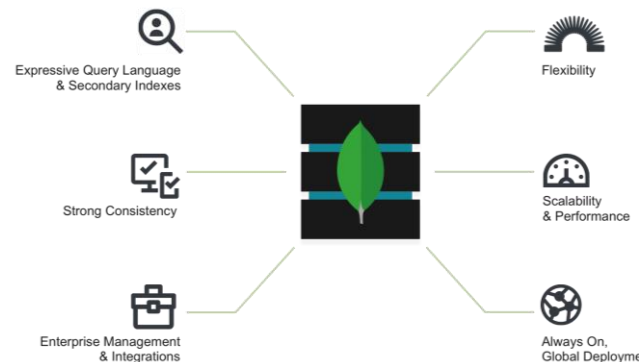 Expressive Query Language
& Secondary Indexes
Flexibility
Strong Consistency
Scalability
& Performance
Enterprise Management
& Integrations
Always On,
Global Deployme